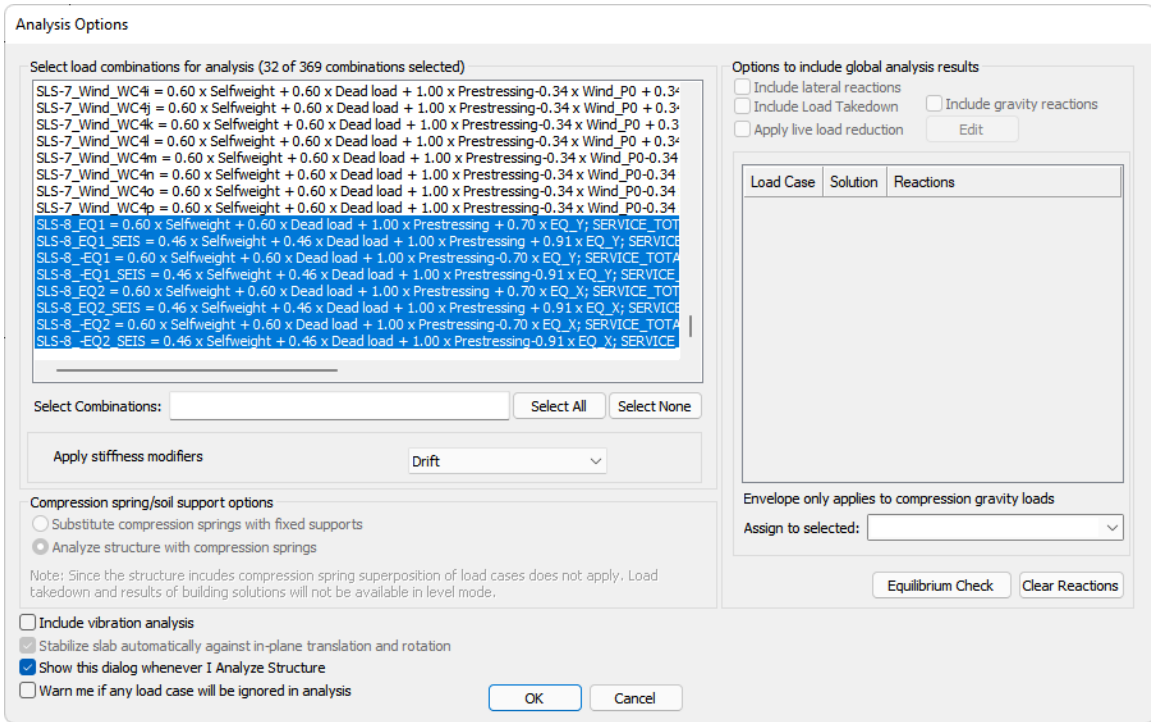 Analysis Options
Select load combinations for analysis (32 of 369 combinations selected)
SLS-7_Wind_WC4i = 0.60 x Selfweight + 0.60 x Dead load + 1.00 x Prestressing-0.34 x Wind_P0 + 0.34
SLS-7_Wind_WC4j = 0.60 x Selfweight + 0.60 x Dead load + 1.00 x Prestressing-0.34 x Wind_P0 + 0.34
SLS-7_Wind_WC4k = 0.60 x Selfweight + 0.60 x Dead load + 1.00 x Prestressing-0.34 x Wind_P0 + 0.3
SLS-7_Wind_WC4l = 0.60 x Selfweight + 0.60 x Dead load + 1.00 x Prestressing-0.34 x Wind_P0 + 0.34
SLS-7_Wind_WC4m = 0.60 x Selfweight + 0.60 x Dead load + 1.00 x Prestressing-0.34 x Wind_P0-0.34
SLS-7_Wind_WC4n = 0.60 x Selfweight + 0.60 x Dead load + 1.00 x Prestressing-0.34 x Wind_P0-0.34
SLS-7_Wind_WC4o = 0.60 x Selfweight + 0.60 x Dead load + 1.00 x Prestressing-0.34 x Wind_P0-0.34
SLS-7_Wind_WC4p = 0.60 x Selfweight + 0.60 x Dead load + 1.00 x Prestressing-0.34 x Wind_P0-0.34
SLS-8_EQ1 = 0.60 x Selfweight + 0.60 x Dead load + 1.00 x Prestressing + 0.70 x EQ_Y; SERVICE_TOT
SLS-8_EQ1_SEIS = 0.46 x Selfweight + 0.46 x Dead load + 1.00 x Prestressing + 0.91 x EQ_Y; SERVICE
SLS-8_-EQ1 = 0.60 x Selfweight + 0.60 x Dead load + 1.00 x Prestressing-0.70 x EQ_Y; SERVICE_TOTA
SLS-8_-EQ1_SEIS = 0.46 x Selfweight + 0.46 x Dead load + 1.00 x Prestressing-0.91 x EQ_Y; SERVICE_
SLS-8_EQ2 = 0.60 x Selfweight + 0.60 x Dead load + 1.00 x Prestressing + 0.70 x EQ_X; SERVICE_TOT
SLS-8_EQ2_SEIS = 0.46 x Selfweight + 0.46 x Dead load + 1.00 x Prestressing + 0.91 x EQ_X; SERVICE
SLS-8_-EQ2 = 0.60 x Selfweight + 0.60 x Dead load + 1.00 x Prestressing-0.70 x EQ_X; SERVICE_TOTA
SLS-8_-EQ2_SEIS = 0.46 x Selfweight + 0.46 x Dead load + 1.00 x Prestressing-0.91 x EQ_X; SERVICE_
Select Combinations:
Select All
Select None
Apply stiffness modifiers
Drift
Compression spring/soil support options
Substitute compression springs with fixed supports
Analyze structure with compression springs
Note: Since the structure incudes compression spring superposition of load cases does not apply. Load
takedown and results of building solutions will not be available in level mode.
Include vibration analysis
Stabilize slab automatically against in-plane translation and rotation
Show this dialog whenever I Analyze Structure
Warn me if any load case will be ignored in analysis
OK
Cancel
Options to include global analysis results
Include lateral reactions
Include Load Takedown
Include gravity reactions
Apply live load reduction
Edit
Load Case
Solution
Reactions
Envelope only applies to compression gravity loads
Assign to selected:
Equilibrium Check
Clear Reactions